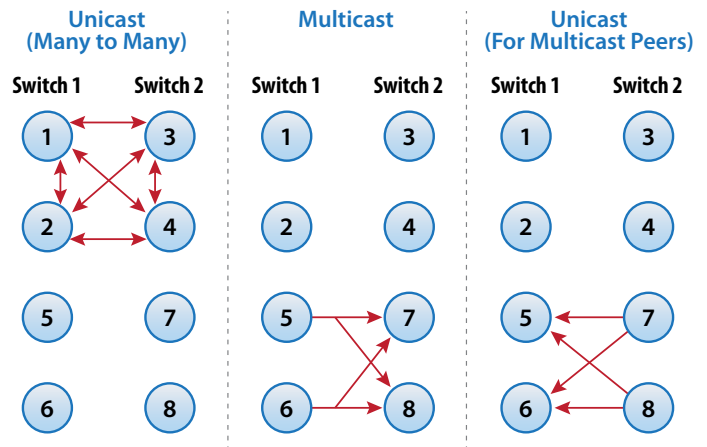 Unicast
(Many to Many)
Switch 1 Switch 2
1 3
2 4
5 7
6 8
Multicast
Switch 1 Switch 2
1 3
2 4
5 7
6 8
Unicast
(For Multicast Peers)
Switch 1 Switch 2
1 3
2 4
5 7
6 8